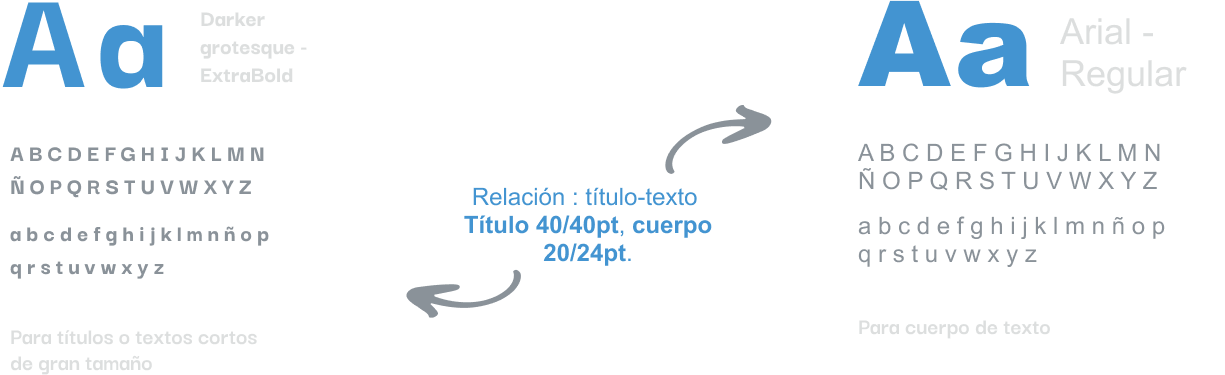 Aa
Darker
grotesque -
ExtraBold
A B C D E F G H I J K L M N
Ñ O P Q R S T U V W X Y Z
a b c d e f g h i j k l m n ñ o p
q r s t u v w x y z
Para títulos o textos cortos
de gran tamaño
Relación : título-texto
Título 40/40pt, cuerpo
20/24pt.
Aa
Arial -
Regular
A B C D E F G H I J K L M N
Ñ O P Q R S T U V W X Y Z
a b c d e f g h i j k l m n ñ o p
q r s t u v w x y z
Para cuerpo de texto